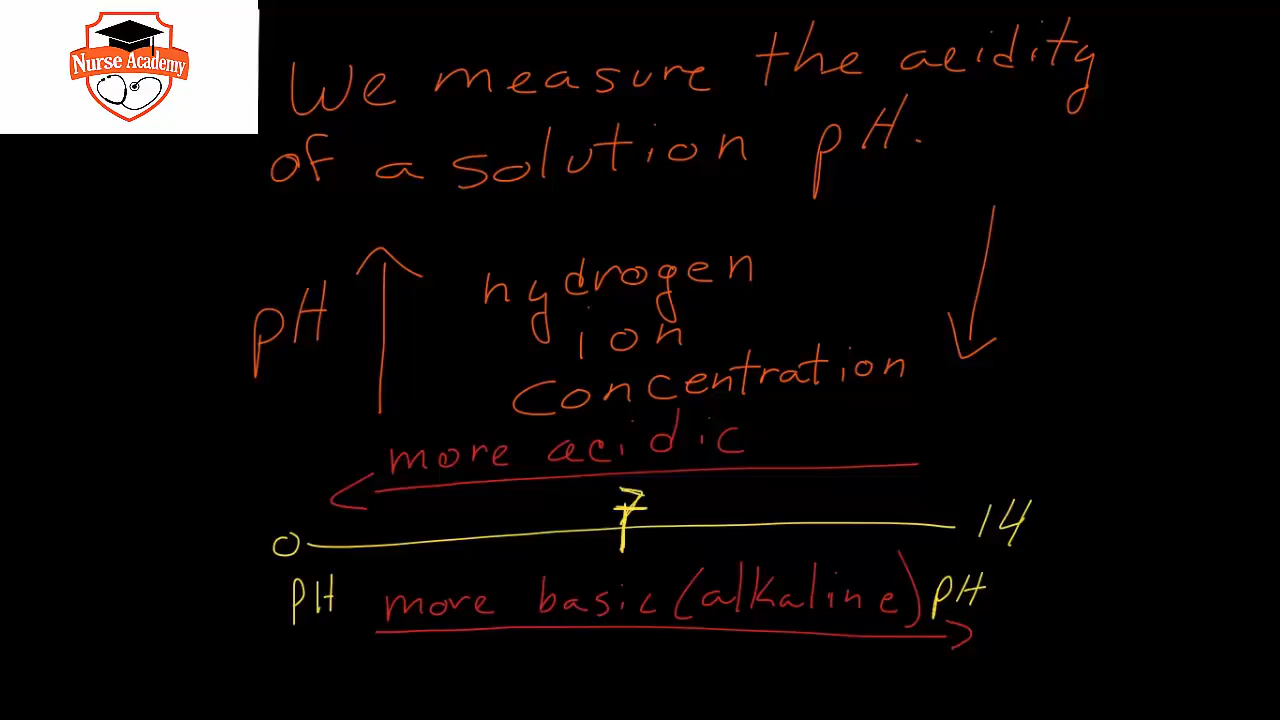 Nurse Academy
We measure the acidity
of a solution pH.
pH
hydrogen
ion
concentration
more acidic
7
0
14
pH more basic (alkaline) pH